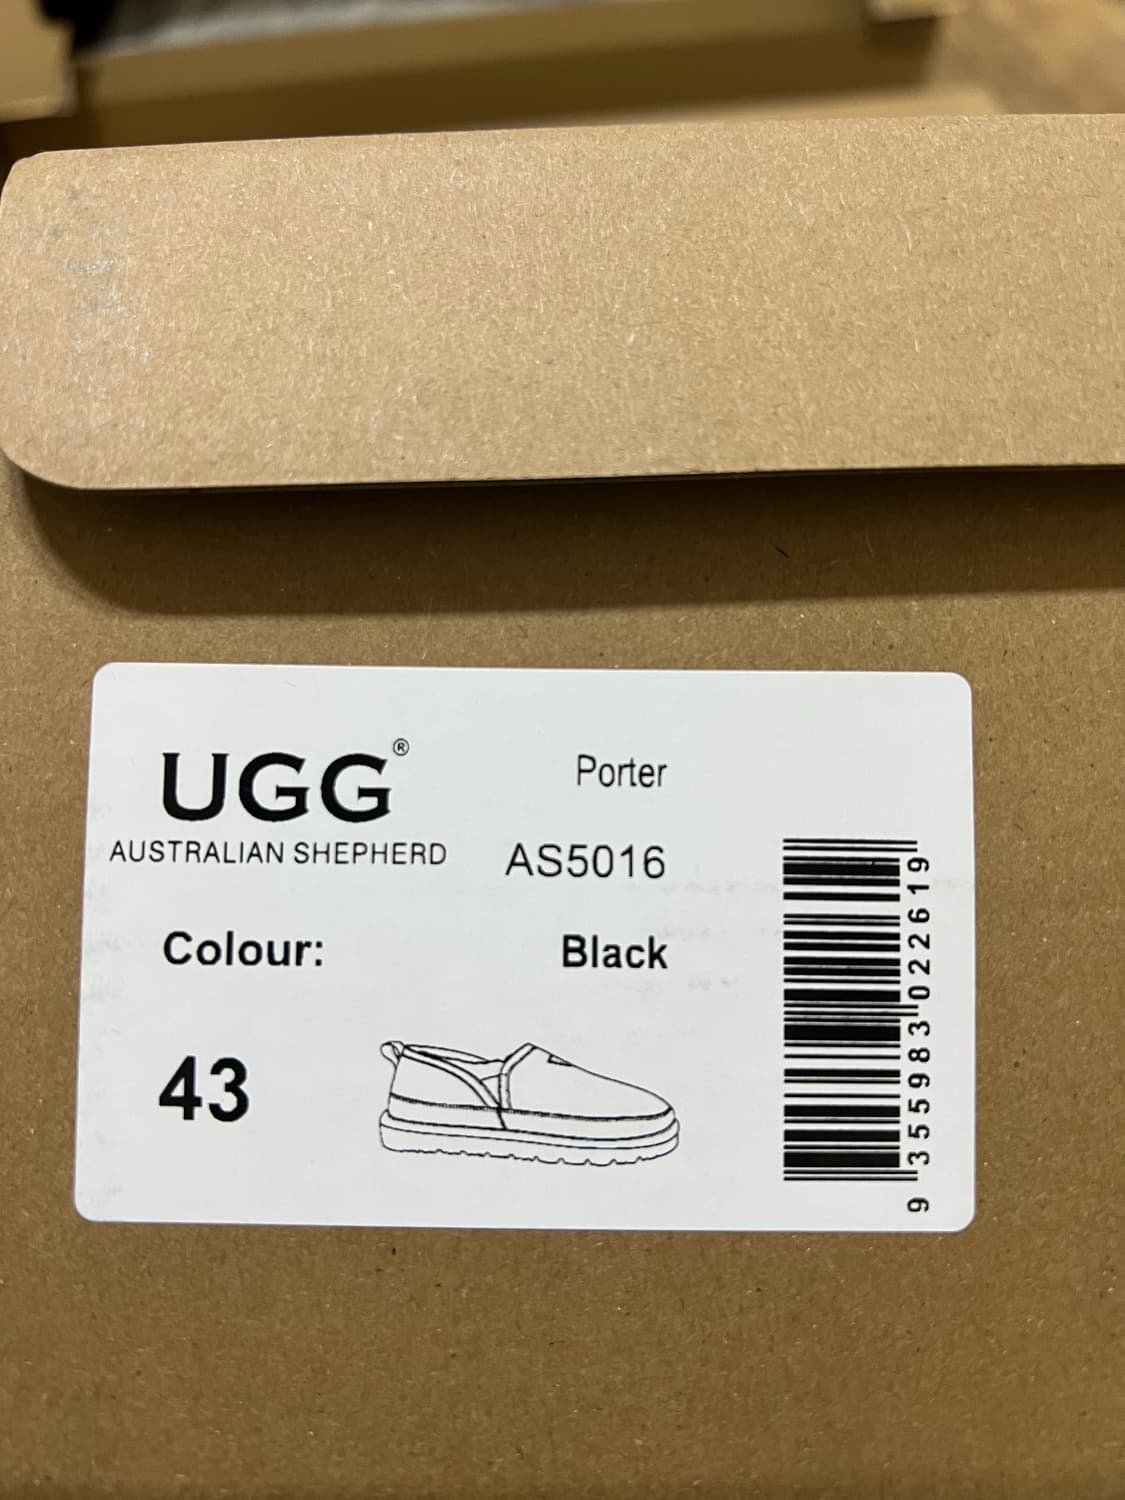 UGG®
AUSTRALIAN SHEPHERD
Porter
AS5016
Colour: Black
43
9 355983 022619